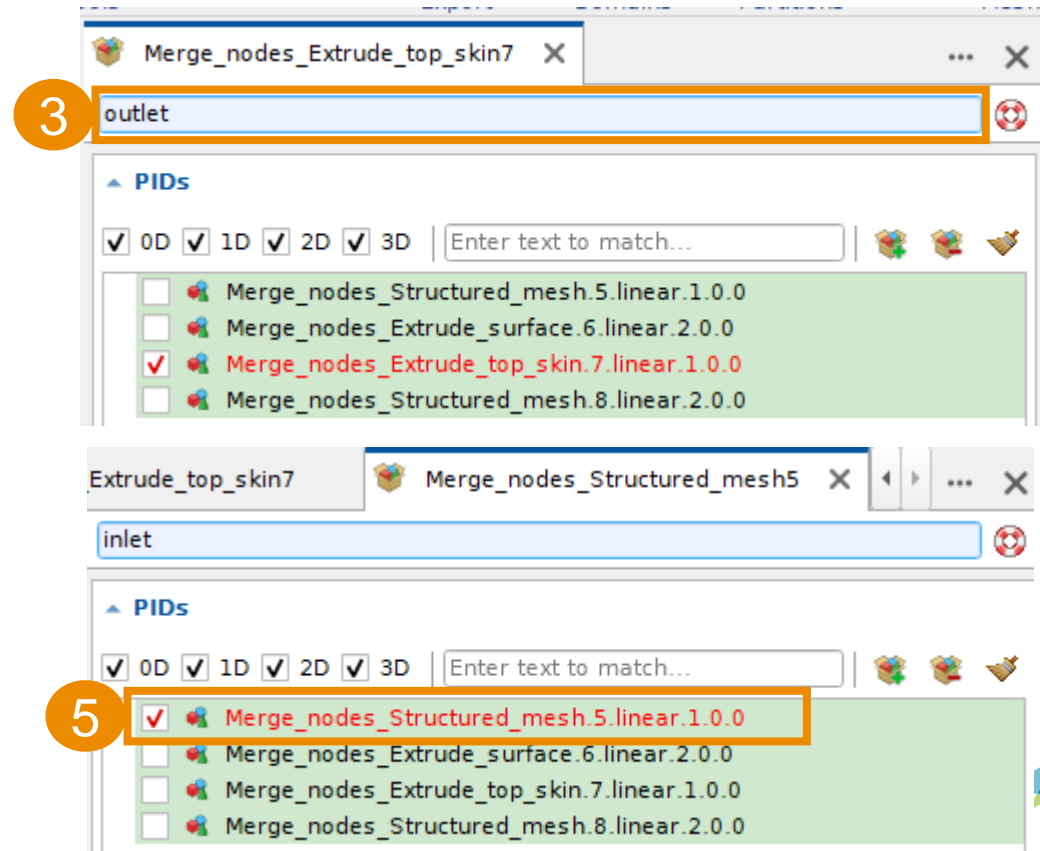 Merge_nodes_Extrude_top_skin7
3
outlet
PIDs
0D 1D 2D 3D Enter text to match...
Merge_nodes_Structured_mesh.5.linear.1.0.0
Merge_nodes_Extrude_surface.6.linear.2.0.0
Merge_nodes_Extrude_top_skin.7.linear.1.0.0
Merge_nodes_Structured_mesh.8.linear.2.0.0
Extrude_top_skin7 Merge_nodes_Structured_mesh5
inlet
PIDs
0D 1D 2D 3D Enter text to match...
5
Merge_nodes_Structured_mesh.5.linear.1.0.0
Merge_nodes_Extrude_surface.6.linear.2.0.0
Merge_nodes_Extrude_top_skin.7.linear.1.0.0
Merge_nodes_Structured_mesh.8.linear.2.0.0